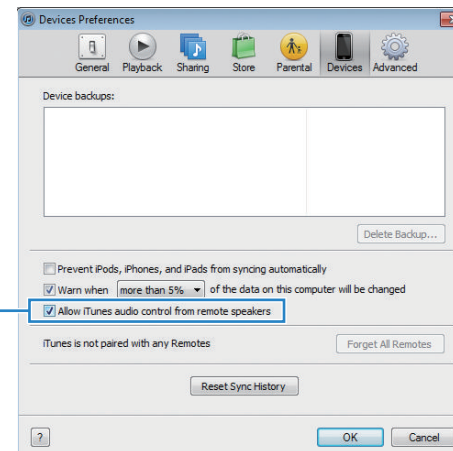 Devices Preferences
General Playback Sharing Store Parental Devices Advanced
Device backups:
Delete Backup...
Prevent iPods, iPhones, and iPads from syncing automatically
Warn when more than 5% of the data on this computer will be changed
Allow iTunes audio control from remote speakers
iTunes is not paired with any Remotes Forget All Remotes
Reset Sync History
? OK Cancel